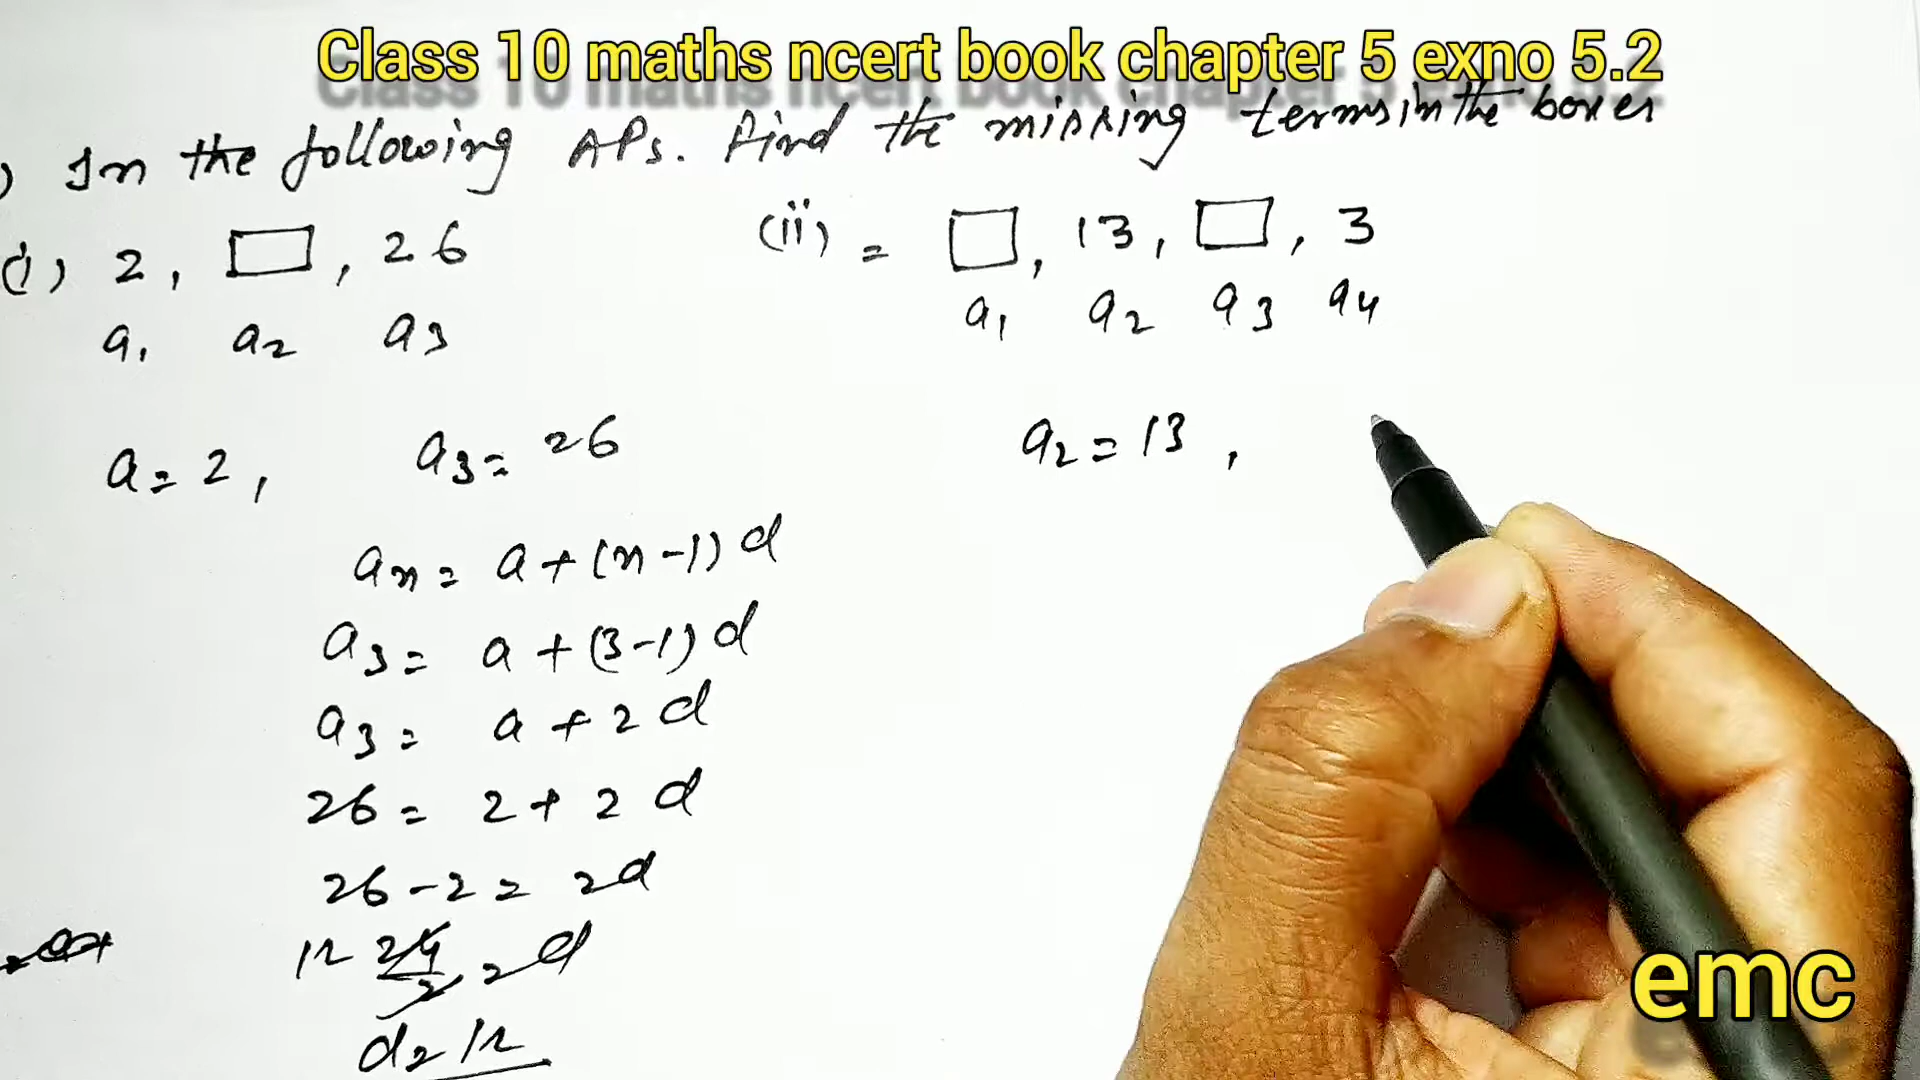 Class 10 maths ncert book chapter 5 exno 5.2
) In the following APs. find the missing terms in the boxes
(i) 2, □, 26
a₁ a₂ a₃
a = 2, a₃ = 26
aₙ = a + (n-1) d
a₃ = a + (3-1) d
a₃ = a + 2 d
26 = 2 + 2 d
26 - 2 = 2d
12 24/2 = d
d = 12
(ii) = □, 13, □, 3
a₁ a₂ a₃ a₄
a₂ = 13 ,
emc